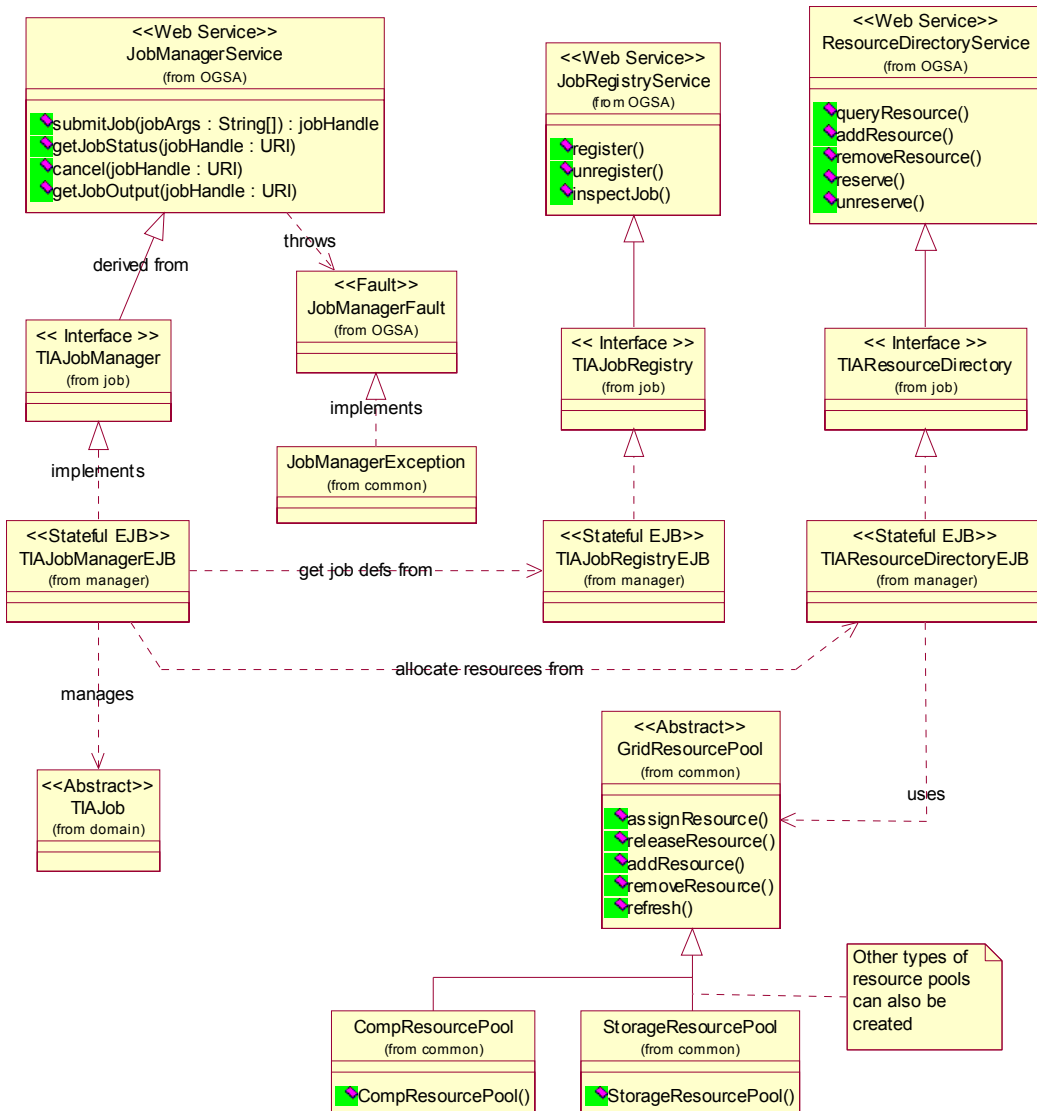 <<Web Service>>
JobManagerService
(from OGSA)
submitJob(jobArgs : String[]) : jobHandle
getJobStatus(jobHandle : URI)
cancel(jobHandle : URI)
getJobOutput(jobHandle : URI)
<<Web Service>>
JobRegistryService
(from OGSA)
register()
unregister()
inspectJob()
<<Web Service>>
ResourceDirectoryService
(from OGSA)
queryResource()
addResource()
removeResource()
reserve()
unreserve()
derived from
throws
<<Fault>>
JobManagerFault
(from OGSA)
<< Interface >>
TIAJobManager
(from job)
<< Interface >>
TIAJobRegistry
(from job)
<< Interface >>
TIAResourceDirectory
(from job)
implements
JobManagerException
(from common)
implements
<<Stateful EJB>>
TIAJobManagerEJB
(from manager)
get job defs from
<<Stateful EJB>>
TIAJobRegistryEJB
(from manager)
<<Stateful EJB>>
TIAResourceDirectoryEJB
(from manager)
allocate resources from
manages
<<Abstract>>
TIAJob
(from domain)
<<Abstract>>
GridResourcePool
(from common)
assignResource()
releaseResource()
addResource()
removeResource()
refresh()
uses
Other types of
resource pools
can also be
created
CompResourcePool
(from common)
CompResourcePool()
StorageResourcePool
(from common)
StorageResourcePool()